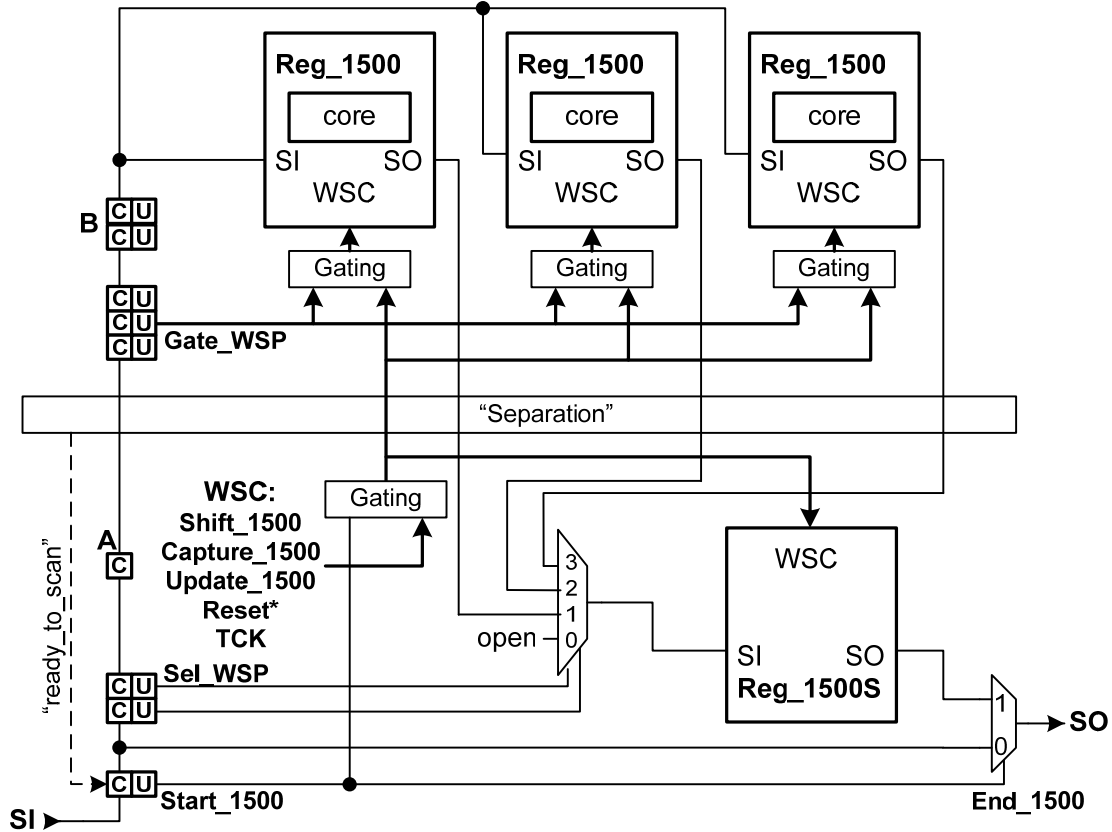 Reg_1500
Reg_1500
Reg_1500
core
core
core
SI
SO
SI
SO
SI
SO
WSC
WSC
WSC
B
C U
C U
Gating
Gating
Gating
C U
C U
C U
Gate_WSP
“Separation”
WSC:
Shift_1500
Capture_1500
Update_1500
Reset*
TCK
Gating
A
C
“ready_to_scan”
3
2
1
0
open
WSC
SI
SO
Reg_1500S
Sel_WSP
C U
C U
1
0
SO
C U
Start_1500
End_1500
SI